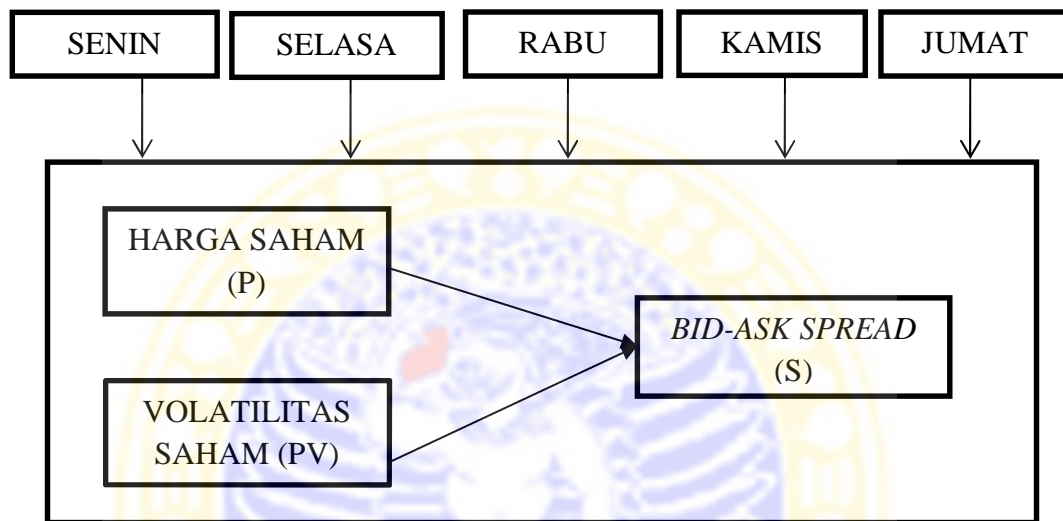 SENIN
SELASA
RABU
KAMIS
JUMAT
HARGA SAHAM
(P)
BID-ASK SPREAD
(S)
VOLATILITAS
SAHAM (PV)